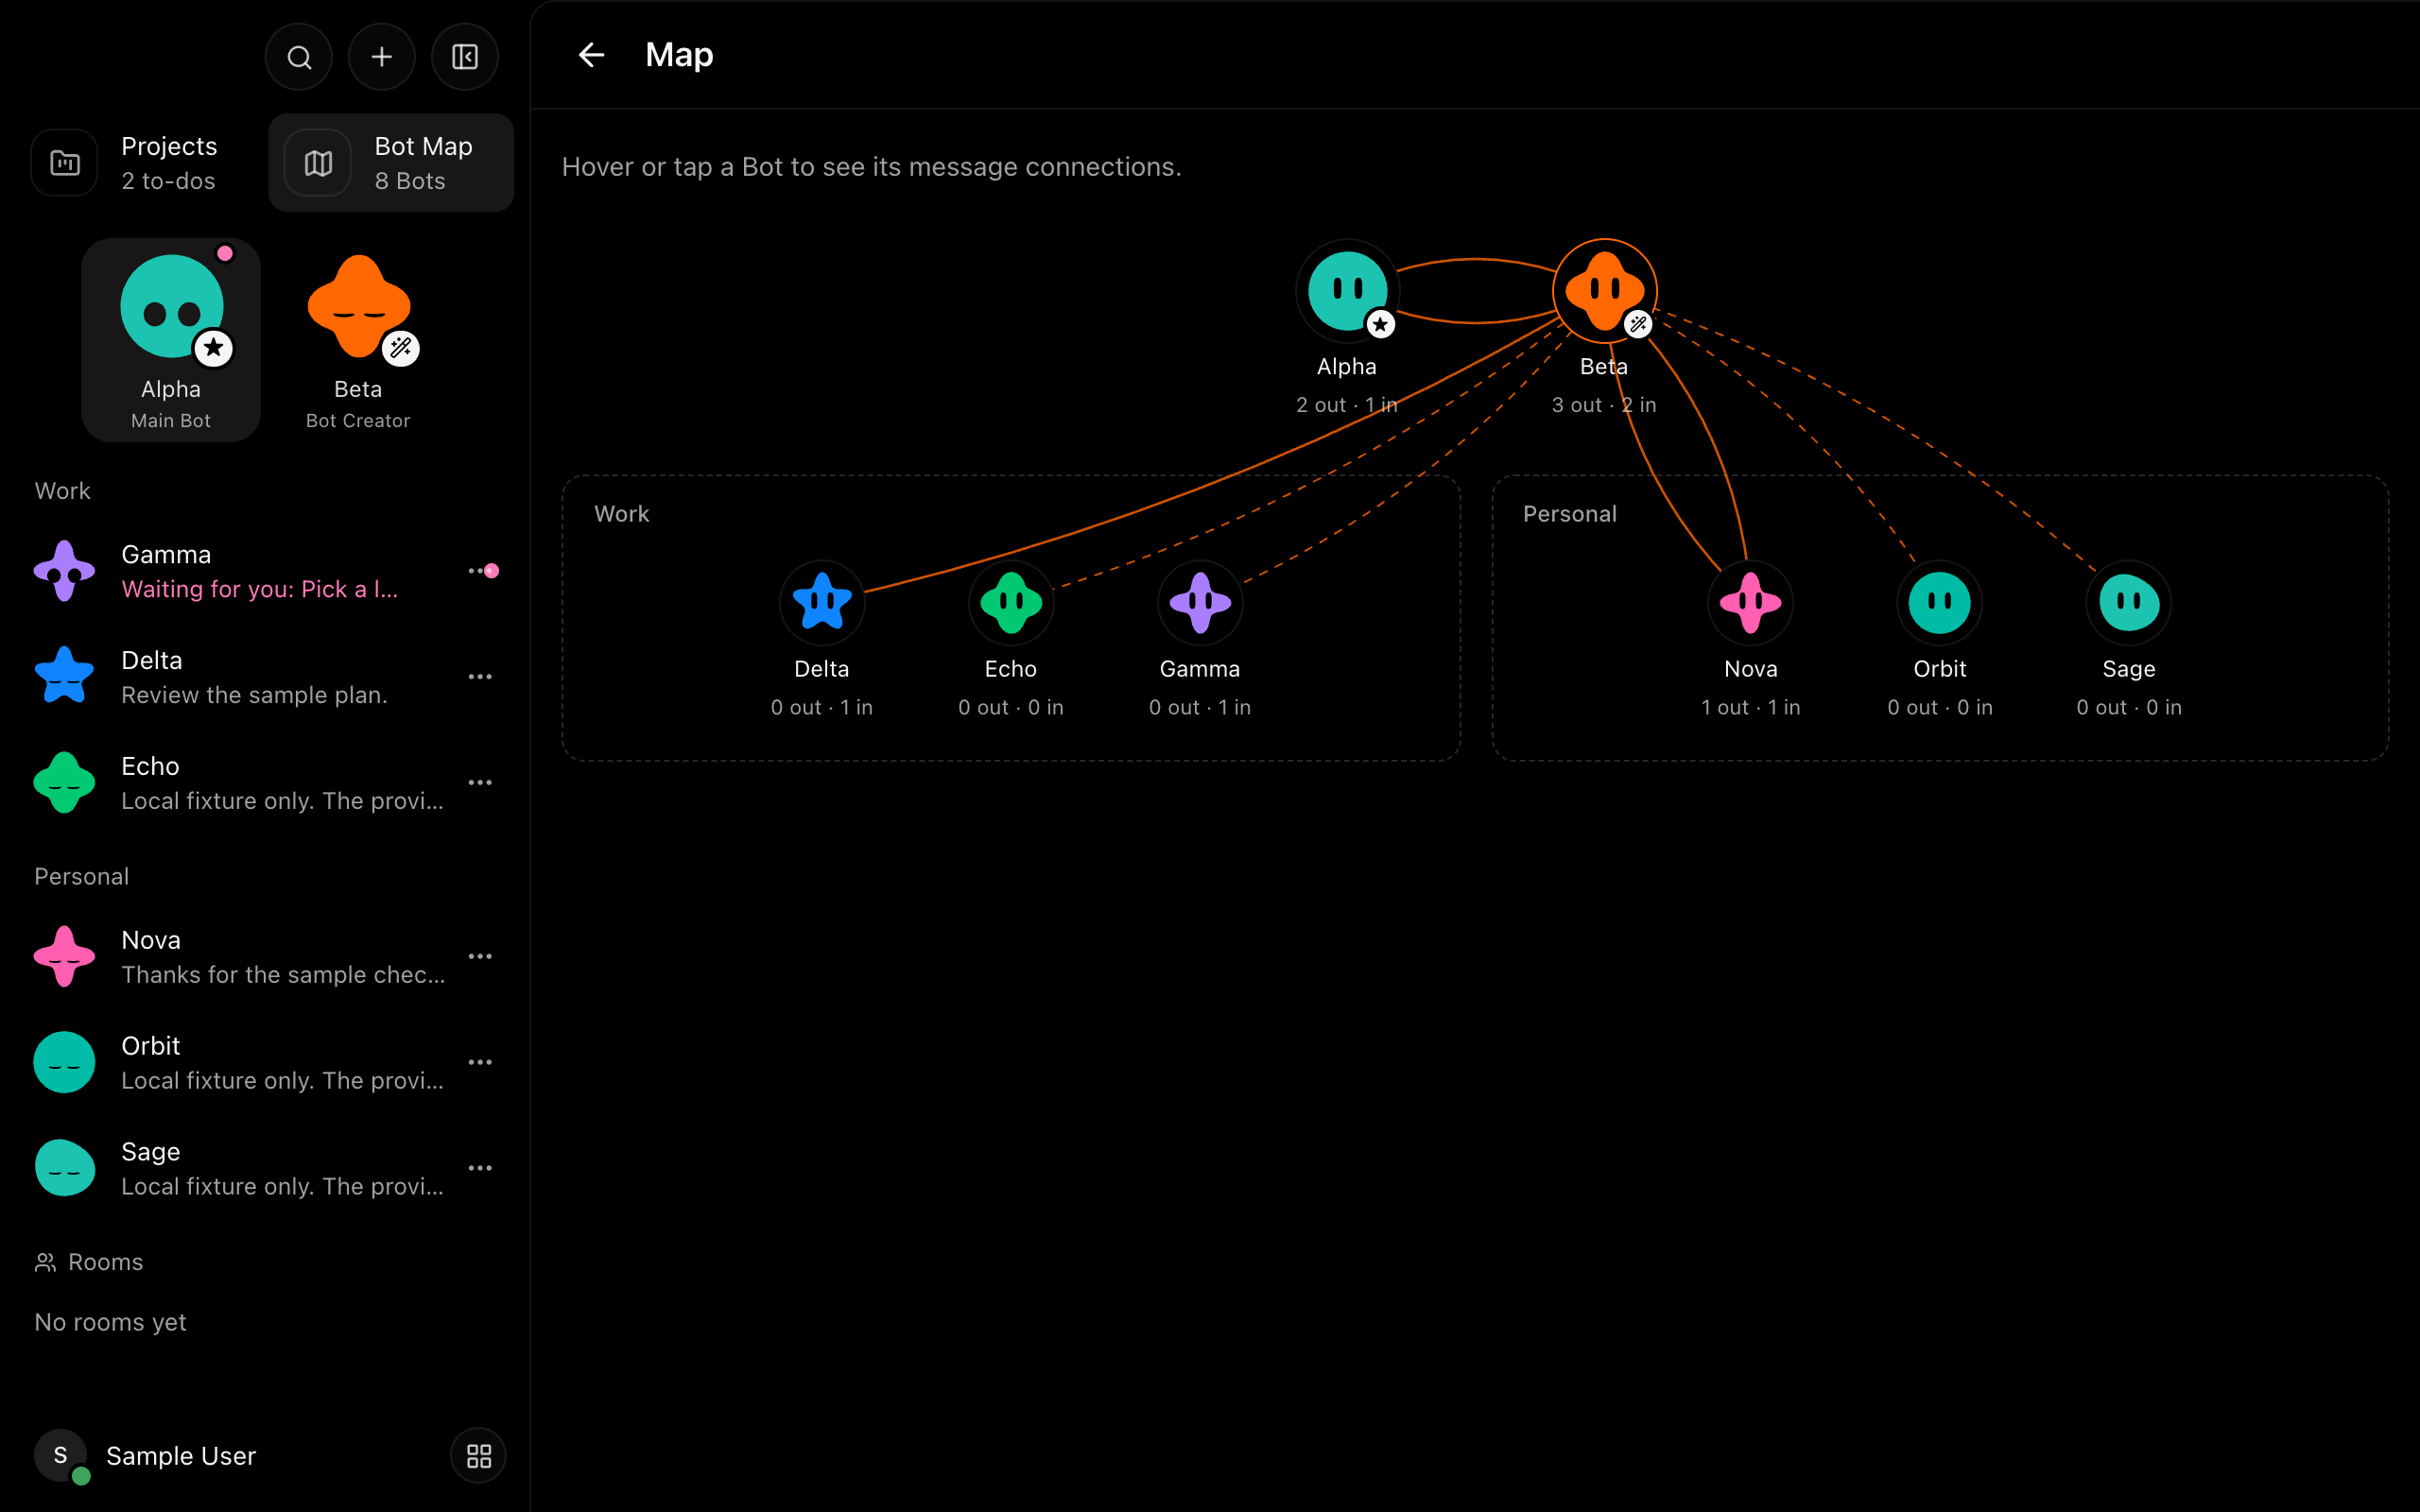 Projects
2 to-dos
Bot Map
8 Bots
Alpha
Main Bot
Beta
Bot Creator
Work
Gamma
Waiting for you: Pick a l...
Delta
Review the sample plan.
Echo
Local fixture only. The provi...
Personal
Nova
Thanks for the sample chec...
Orbit
Local fixture only. The provi...
Sage
Local fixture only. The provi...
Rooms
No rooms yet
S
Sample User
Map
Hover or tap a Bot to see its message connections.
Alpha
2 out · 1 in
Beta
3 out · 2 in
Work
Delta
0 out · 1 in
Echo
0 out · 0 in
Gamma
0 out · 1 in
Personal
Nova
1 out · 1 in
Orbit
0 out · 0 in
Sage
0 out · 0 in